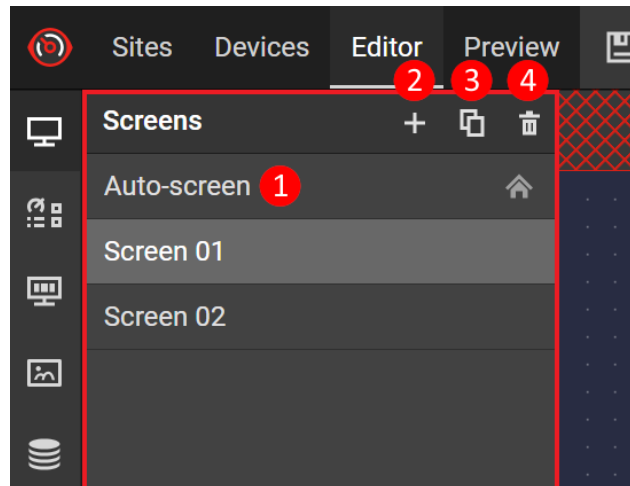 Sites Devices Editor Preview
2 3 4
Screens
Auto-screen 1
Screen 01
Screen 02